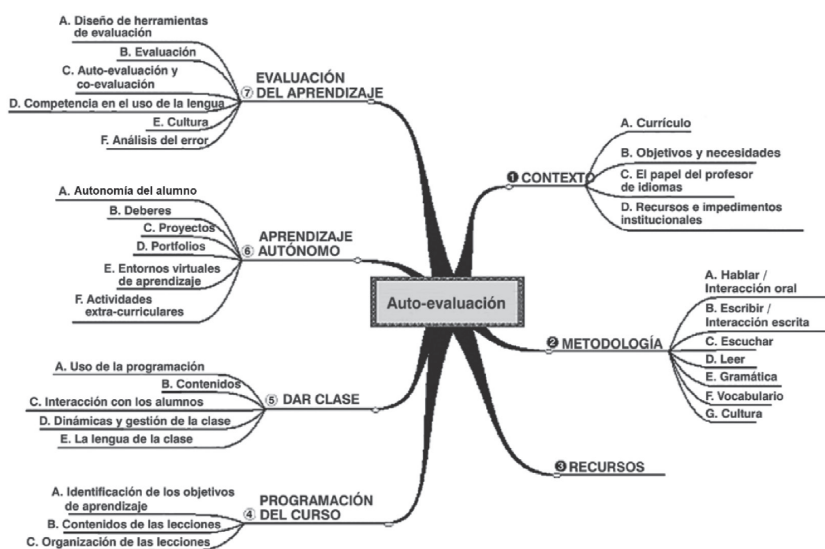 Auto-evaluación
❶ CONTEXTO
A. Currículo
B. Objetivos y necesidades
C. El papel del profesor
de idiomas
D. Recursos e impedimentos
institucionales
❷ METODOLOGÍA
A. Hablar /
Interacción oral
B. Escribir /
Interacción escrita
C. Escuchar
D. Leer
E. Gramática
F. Vocabulario
G. Cultura
❸ RECURSOS
④ PROGRAMACIÓN
DEL CURSO
A. Identificación de los objetivos
de aprendizaje
B. Contenidos de las lecciones
C. Organización de las lecciones
⑤ DAR CLASE
A. Uso de la programación
B. Contenidos
C. Interacción con los alumnos
D. Dinámicas y gestión de la clase
E. La lengua de la clase
⑥ APRENDIZAJE
AUTÓNOMO
A. Autonomía del alumno
B. Deberes
C. Proyectos
D. Portfolios
E. Entornos virtuales
de aprendizaje
F. Actividades
extra-curriculares
⑦ EVALUACIÓN
DEL APRENDIZAJE
A. Diseño de herramientas
de evaluación
B. Evaluación
C. Auto-evaluación y
co-evaluación
D. Competencia en el uso de la lengua
E. Cultura
F. Análisis del error